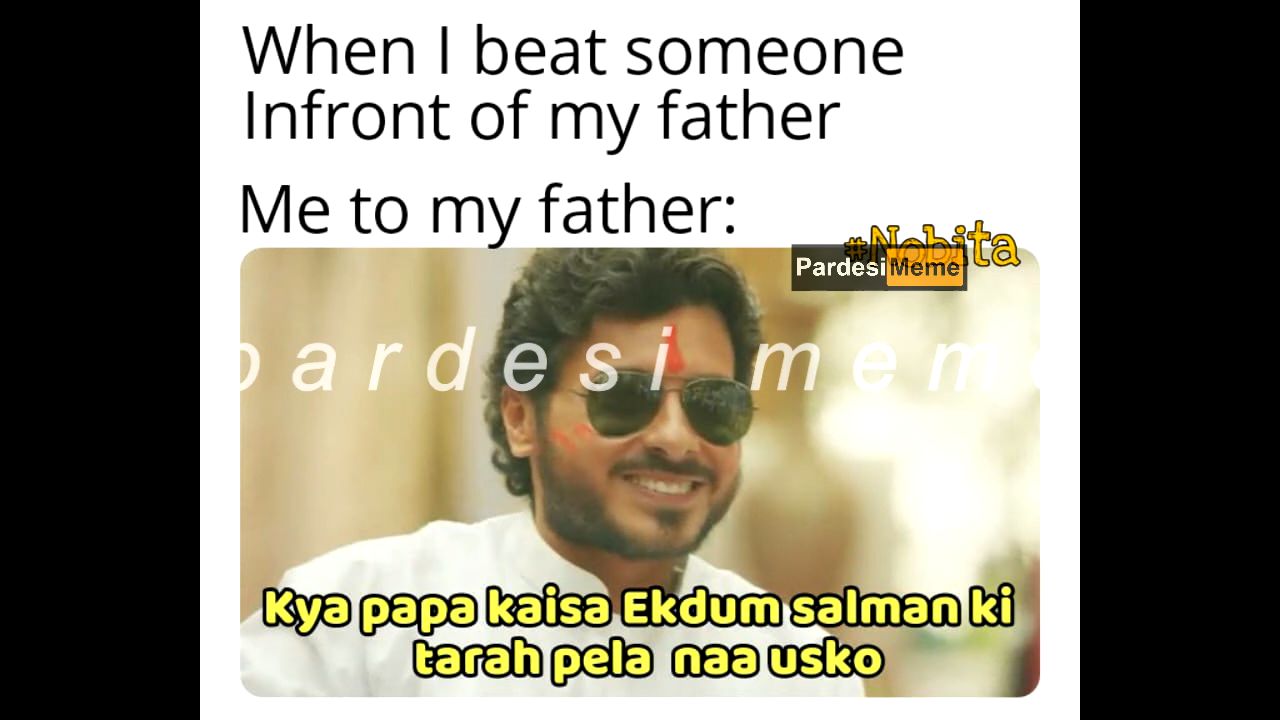 When I beat someone
Infront of my father
Me to my father:
#Nobita
PardesiMeme
pardesi meme
Kya papa kaisa Ekdum salman ki
tarah pela naa usko